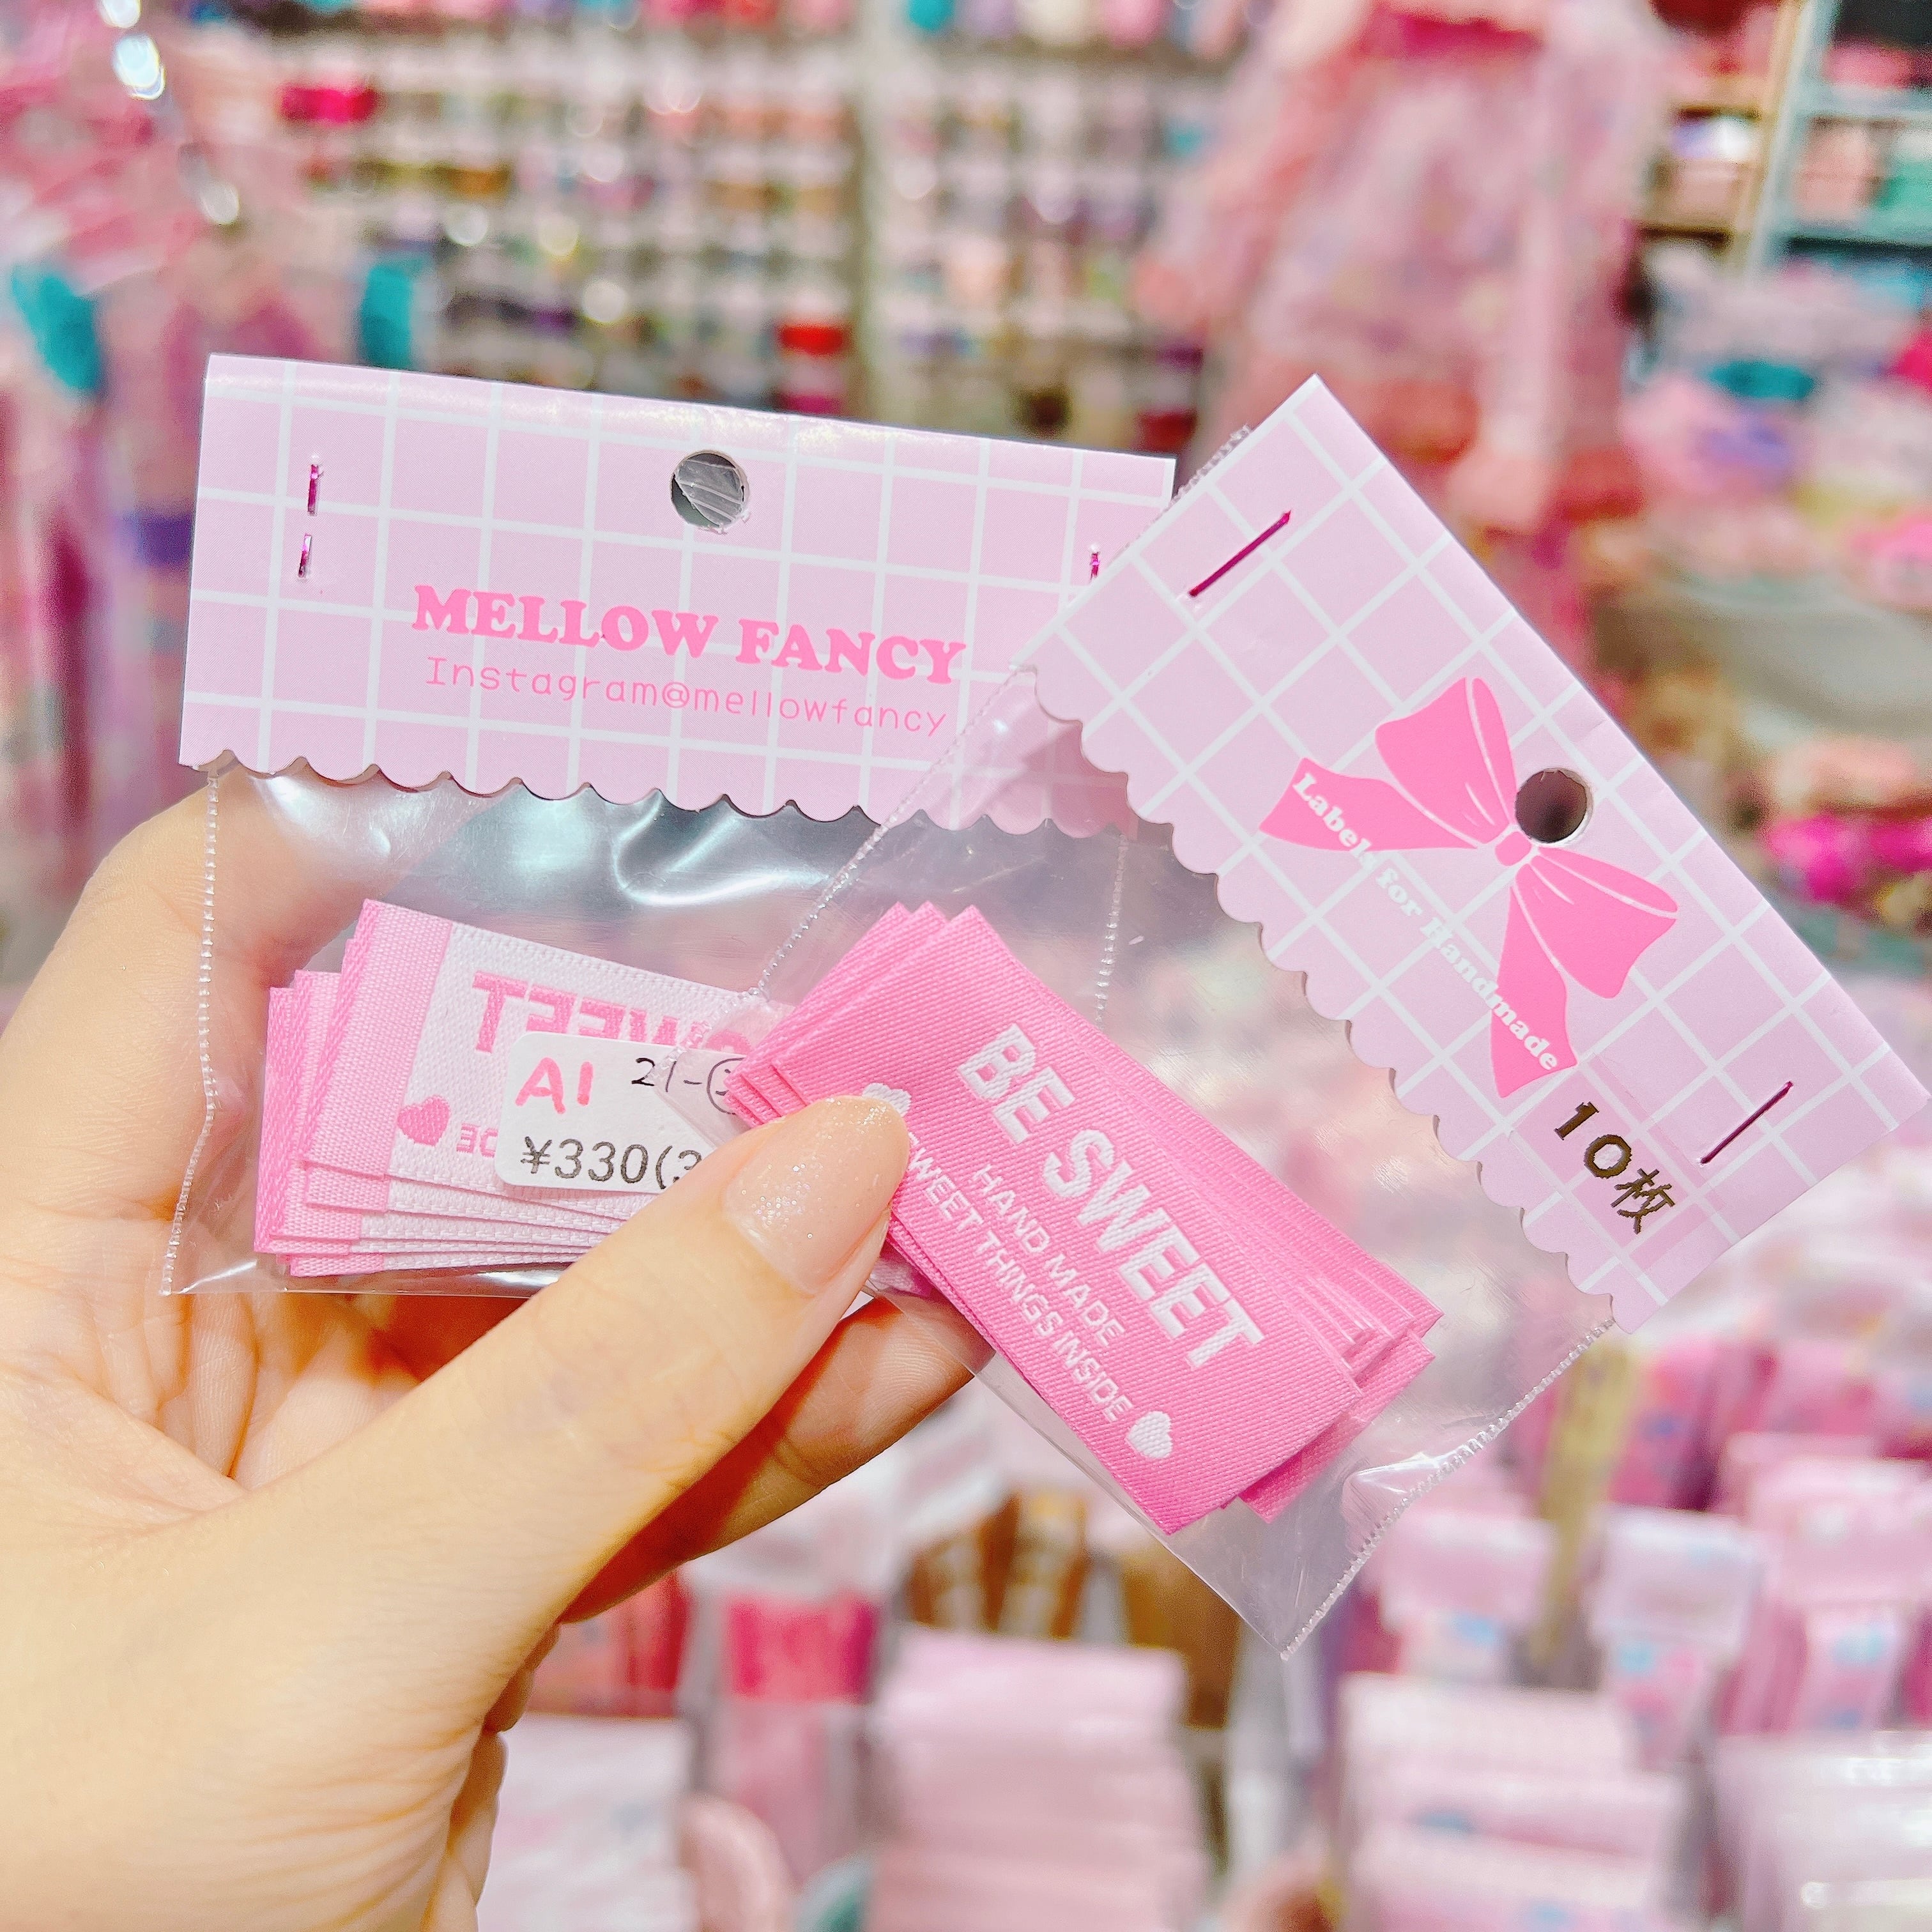 MELLOW FANCY
Instagram@mellowfancy
Labels for Handmade
10枚
BE SWEET
HAND MADE
SWEET THINGS INSIDE
SWEET
A1 21-
¥330(3